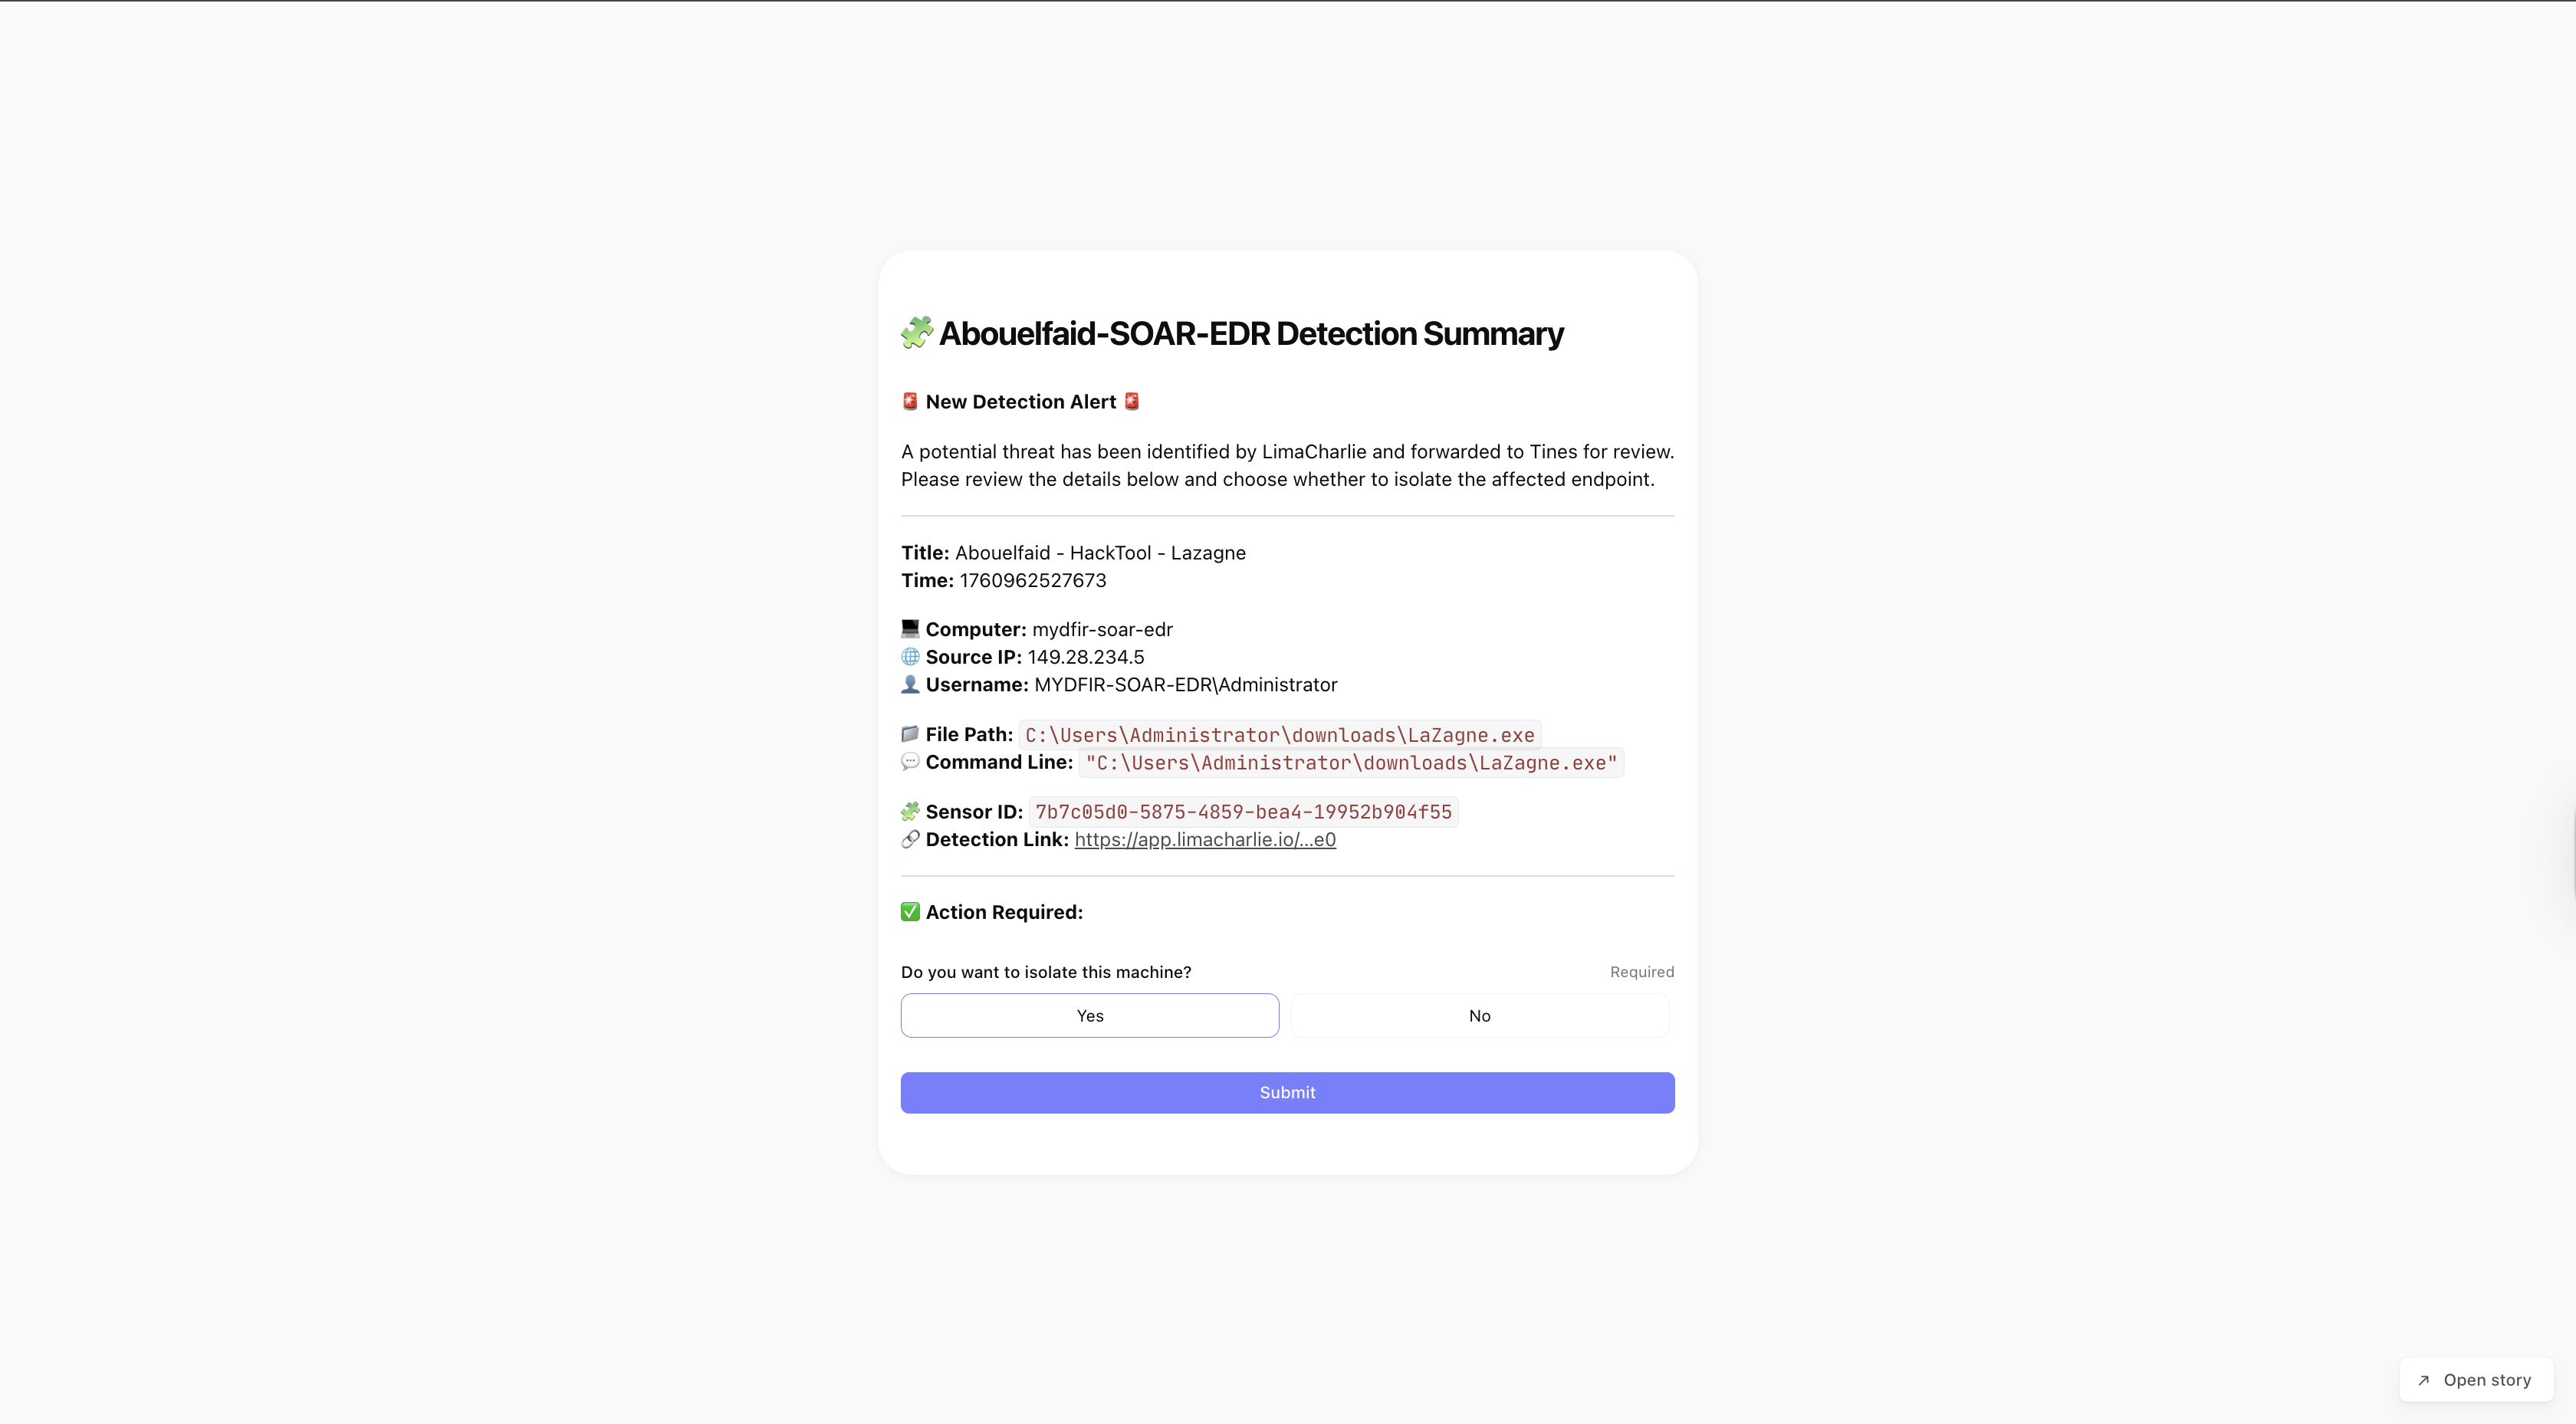 🧩 Abouelfaid-SOAR-EDR Detection Summary
🚨 New Detection Alert 🚨
A potential threat has been identified by LimaCharlie and forwarded to Tines for review.
Please review the details below and choose whether to isolate the affected endpoint.
Title: Abouelfaid - HackTool - Lazagne
Time: 1760962527673
💻 Computer: mydfir-soar-edr
🌐 Source IP: 149.28.234.5
👤 Username: MYDFIR-SOAR-EDR\Administrator
📁 File Path: C:\Users\Administrator\downloads\LaZagne.exe
💬 Command Line: "C:\Users\Administrator\downloads\LaZagne.exe"
🧩 Sensor ID: 7b7c05d0-5875-4859-bea4-19952b904f55
🔗 Detection Link: https://app.limacharlie.io/...e0
✅ Action Required:
Do you want to isolate this machine? Required
Yes No
Submit
Open story